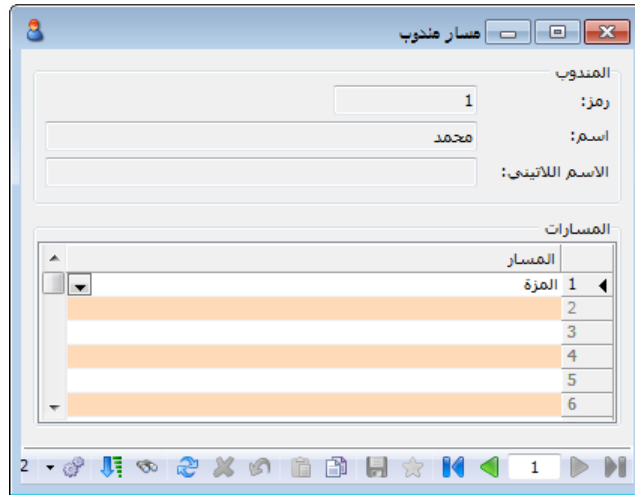 مسار مندوب
المندوب
رمز: 1
اسم: محمد
الاسم اللاتيني:
المسارات
المسار
1 المزة
2
3
4
5
6
1 2